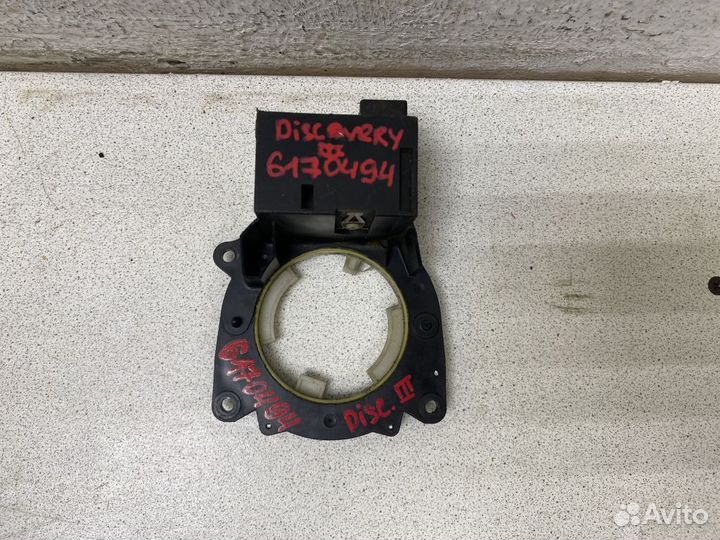 DiscoveRY
III
6170494
6170494
Disc. III
Avito